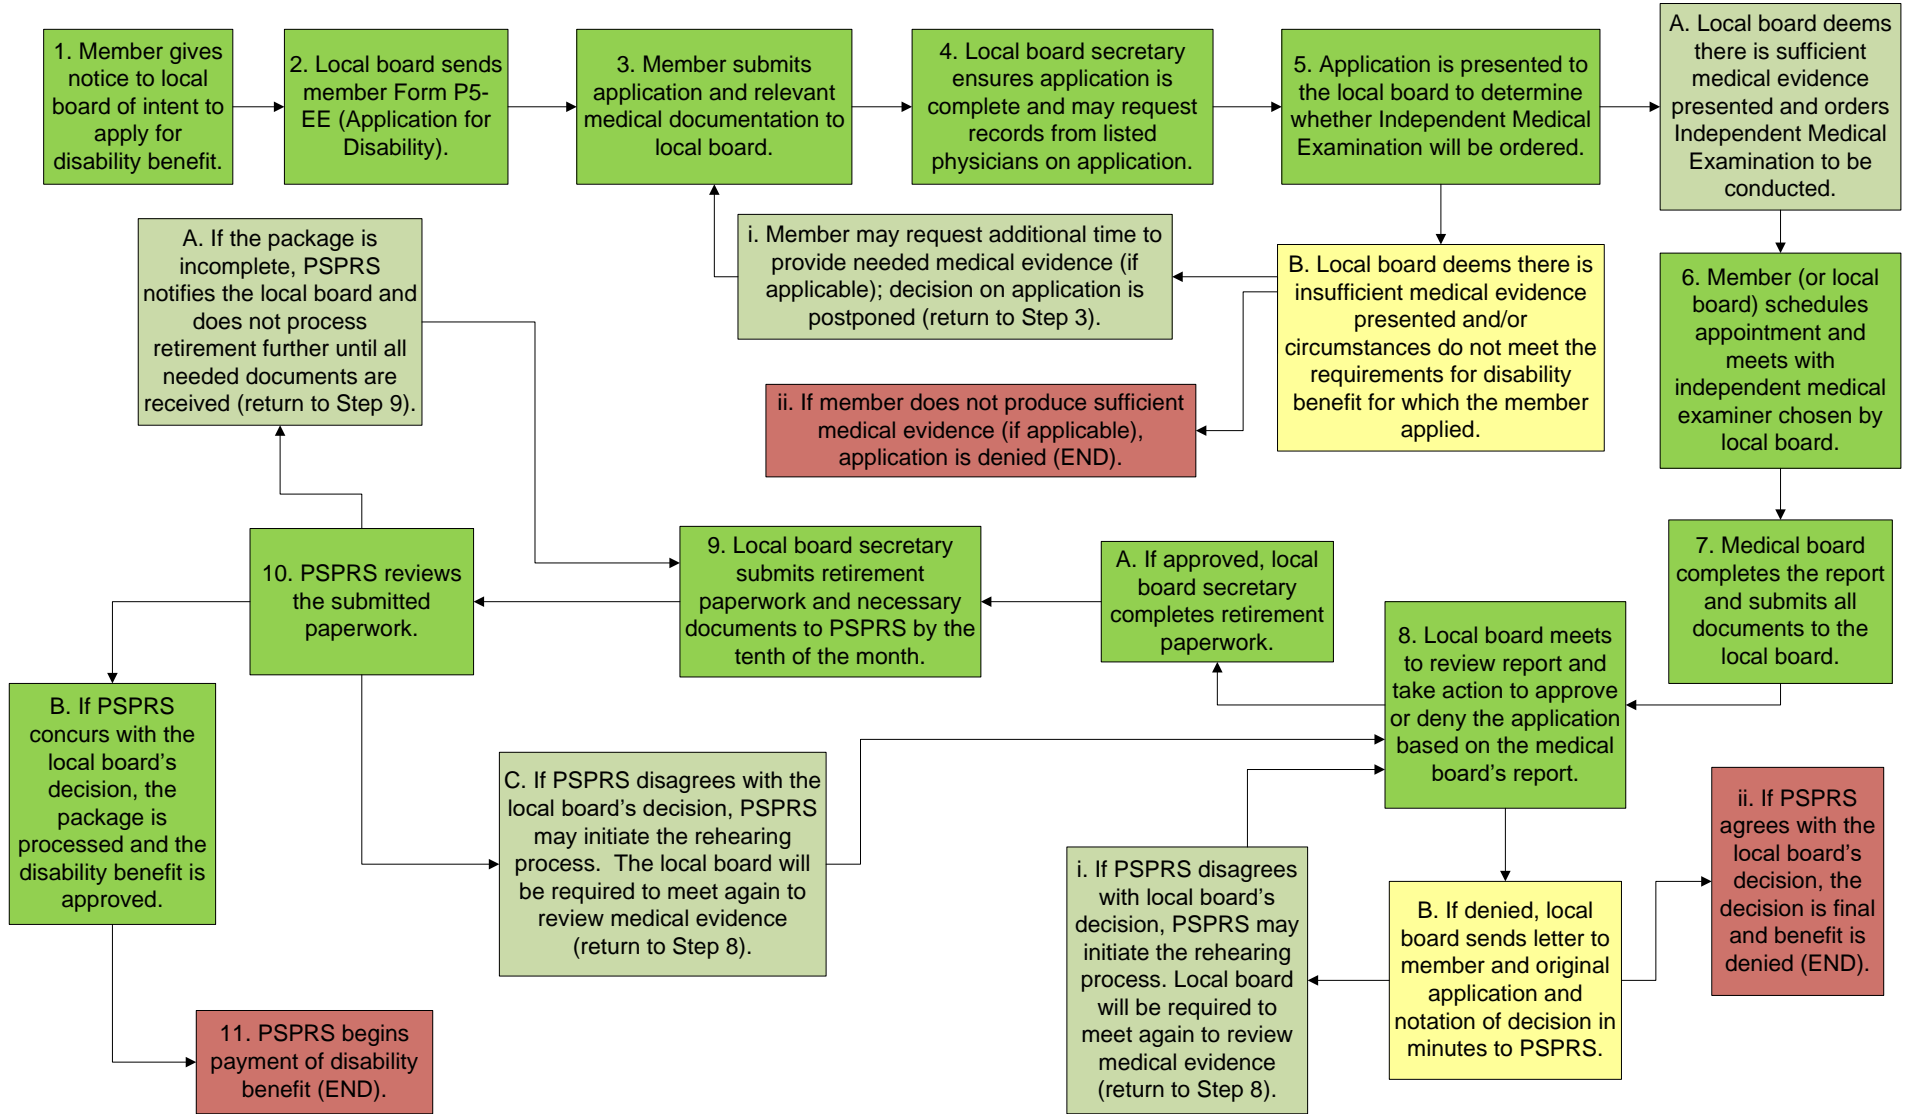 1. Member gives
notice to local
board of intent to
apply for
disability benefit.
2. Local board sends
member Form P5-
EE (Application for
Disability).
3. Member submits
application and relevant
medical documentation to
local board.
4. Local board secretary
ensures application is
complete and may request
records from listed
physicians on application.
5. Application is presented to
the local board to determine
whether Independent Medical
Examination will be ordered.
A. Local board deems
there is sufficient
medical evidence
presented and orders
Independent Medical
Examination to be
conducted.
B. Local board deems there is
insufficient medical evidence
presented and/or
circumstances do not meet the
requirements for disability
benefit for which the member
applied.
i. Member may request additional time to
provide needed medical evidence (if
applicable); decision on application is
postponed (return to Step 3).
ii. If member does not produce sufficient
medical evidence (if applicable),
application is denied (END).
6. Member (or local
board) schedules
appointment and
meets with
independent medical
examiner chosen by
local board.
7. Medical board
completes the report
and submits all
documents to the
local board.
8. Local board meets
to review report and
take action to approve
or deny the application
based on the medical
board’s report.
A. If approved, local
board secretary
completes retirement
paperwork.
B. If denied, local
board sends letter to
member and original
application and
notation of decision in
minutes to PSPRS.
i. If PSPRS disagrees
with local board’s
decision, PSPRS may
initiate the rehearing
process. Local board
will be required to
meet again to review
medical evidence
(return to Step 8).
ii. If PSPRS
agrees with the
local board’s
decision, the
decision is final
and benefit is
denied (END).
9. Local board secretary
submits retirement
paperwork and necessary
documents to PSPRS by the
tenth of the month.
10. PSPRS reviews
the submitted
paperwork.
A. If the package is
incomplete, PSPRS
notifies the local board and
does not process
retirement further until all
needed documents are
received (return to Step 9).
B. If PSPRS
concurs with the
local board’s
decision, the
package is
processed and the
disability benefit is
approved.
C. If PSPRS disagrees with the
local board’s decision, PSPRS
may initiate the rehearing
process.  The local board will
be required to meet again to
review medical evidence
(return to Step 8).
11. PSPRS begins
payment of disability
benefit (END).